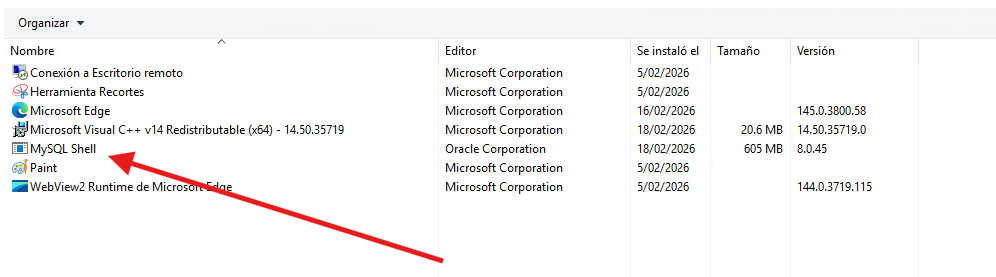 Organizar
Nombre Editor Se instaló el Tamaño Versión
Conexión a Escritorio remoto Microsoft Corporation 5/02/2026
Herramienta Recortes Microsoft Corporation 5/02/2026
Microsoft Edge Microsoft Corporation 16/02/2026 145.0.3800.58
Microsoft Visual C++ v14 Redistributable (x64) - 14.50.35719 Microsoft Corporation 18/02/2026 20.6 MB 14.50.35719.0
MySQL Shell Oracle Corporation 18/02/2026 605 MB 8.0.45
Paint Microsoft Corporation 5/02/2026
WebView2 Runtime de Microsoft Edge Microsoft Corporation 5/02/2026 144.0.3719.115